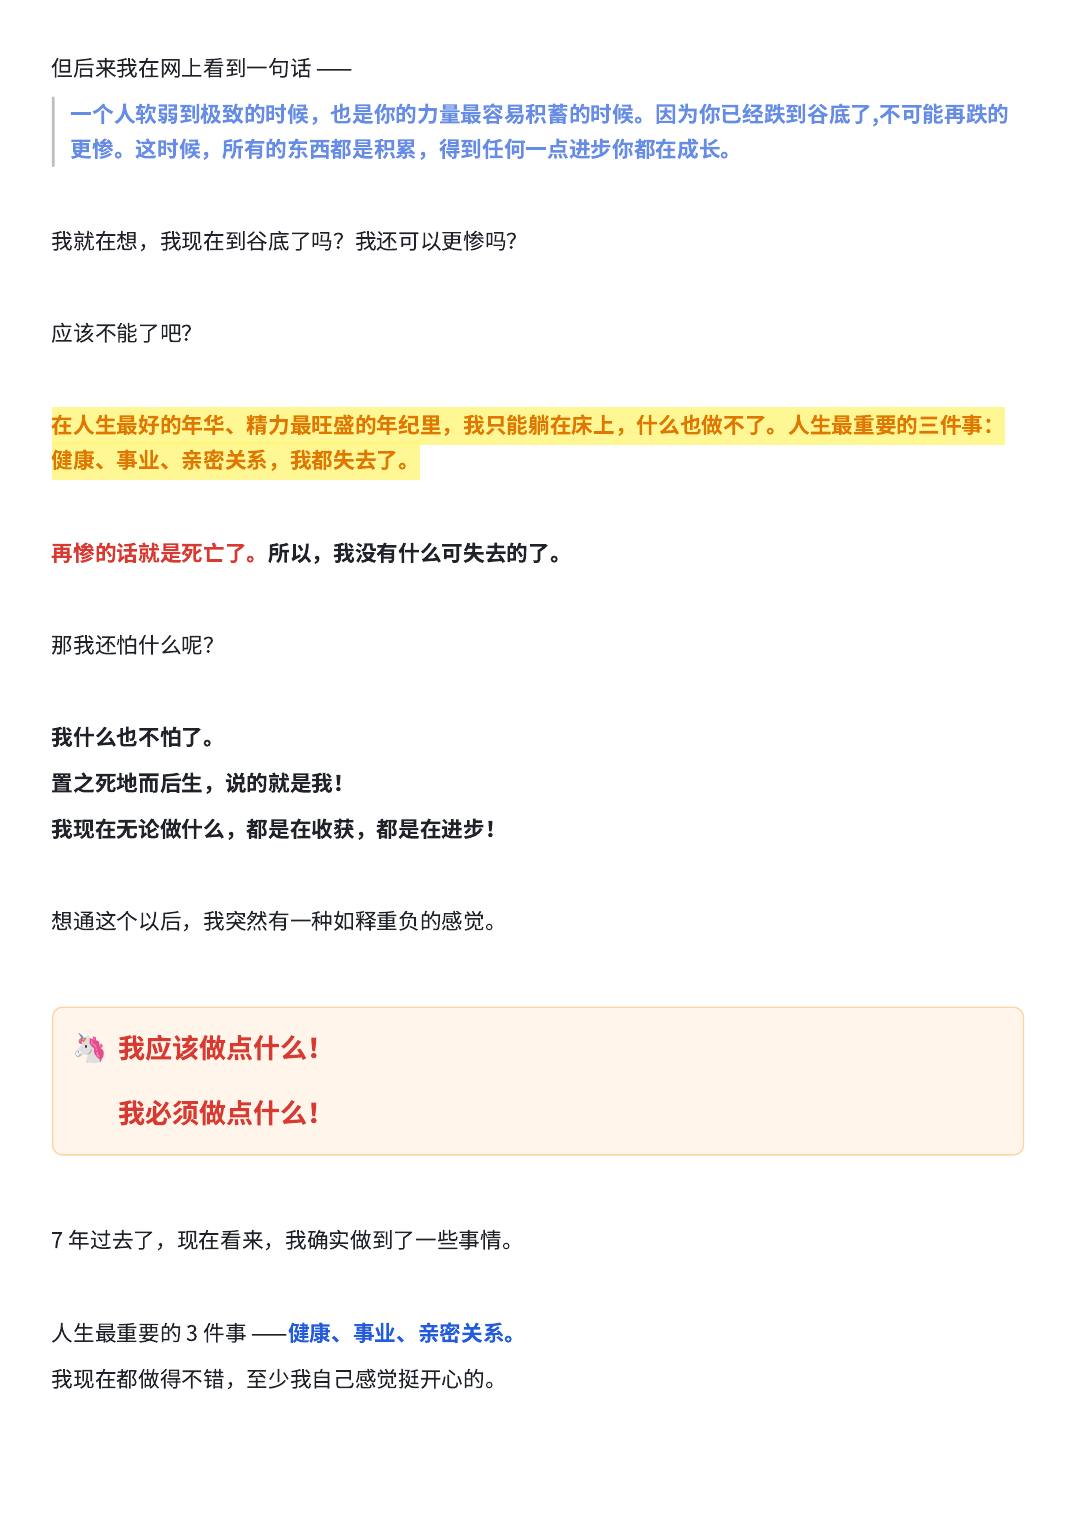 但后来我在网上看到一句话 ——
一个人软弱到极致的时候，也是你的力量最容易积蓄的时候。因为你已经跌到谷底了,不可能再跌的
更惨。这时候，所有的东西都是积累，得到任何一点进步你都在成长。
我就在想，我现在到谷底了吗？我还可以更惨吗？
应该不能了吧？
在人生最好的年华、精力最旺盛的年纪里，我只能躺在床上，什么也做不了。人生最重要的三件事：
健康、事业、亲密关系，我都失去了。
再惨的话就是死亡了。所以，我没有什么可失去的了。
那我还怕什么呢？
我什么也不怕了。
置之死地而后生，说的就是我！
我现在无论做什么，都是在收获，都是在进步！
想通这个以后，我突然有一种如释重负的感觉。
🦄 我应该做点什么！
我必须做点什么！
7 年过去了，现在看来，我确实做到了一些事情。
人生最重要的 3 件事 ——健康、事业、亲密关系。
我现在都做得不错，至少我自己感觉挺开心的。